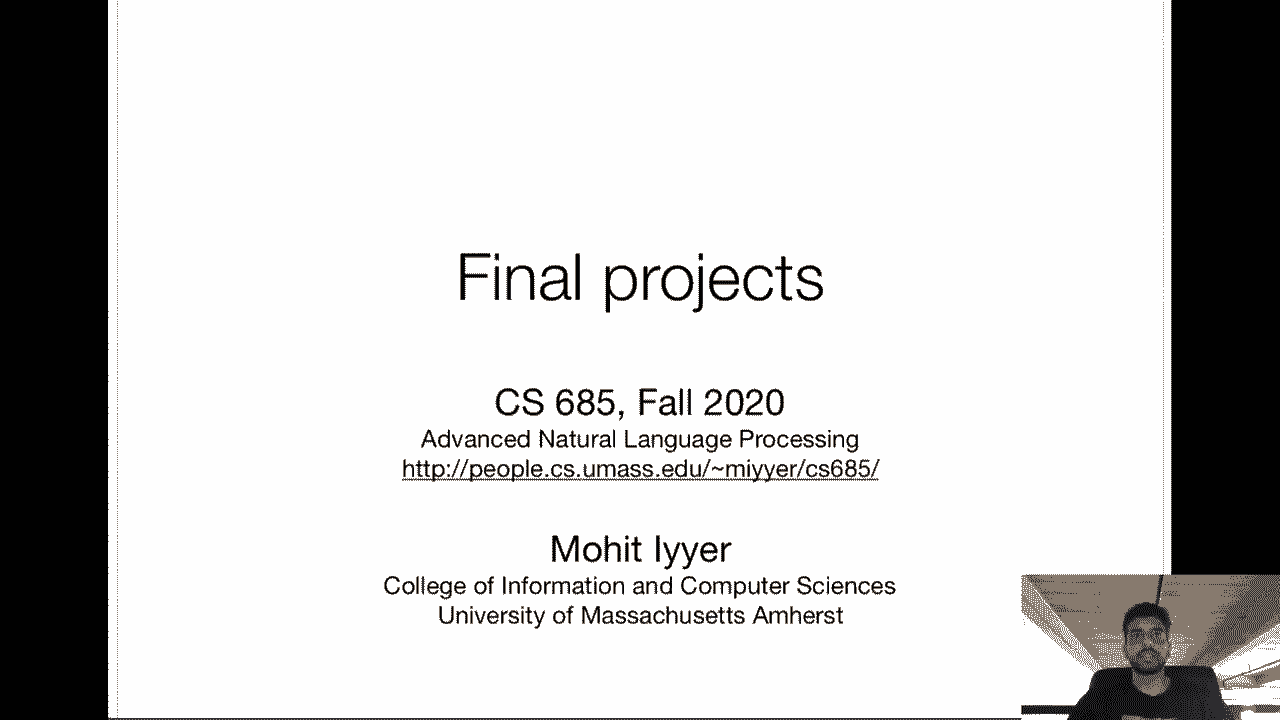 Final projects
CS 685, Fall 2020
Advanced Natural Language Processing
http://people.cs.umass.edu/~miyyer/cs685/
Mohit Iyyer
College of Information and Computer Sciences
University of Massachusetts Amherst